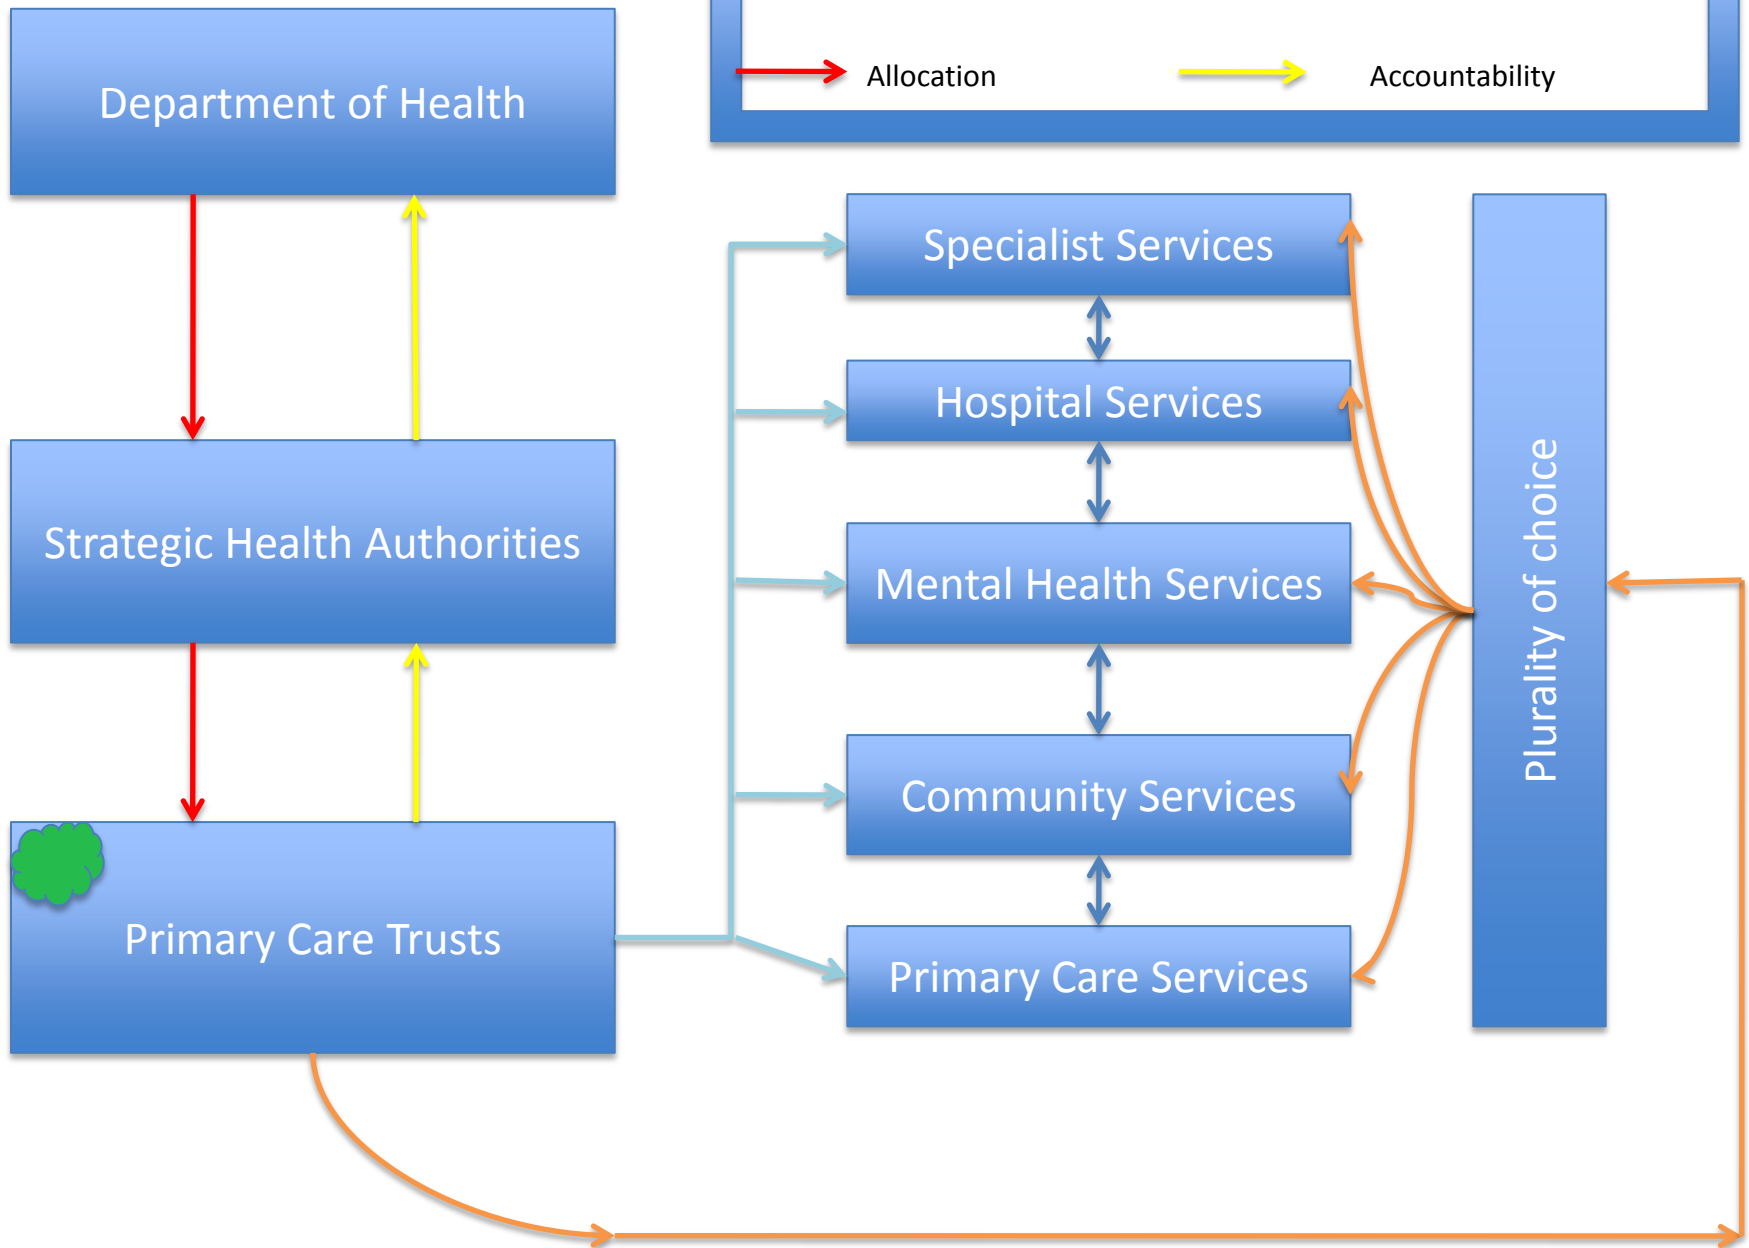 Department of Health
Allocation
Accountability
Strategic Health Authorities
Primary Care Trusts
Specialist Services
Hospital Services
Mental Health Services
Community Services
Primary Care Services
Plurality of choice